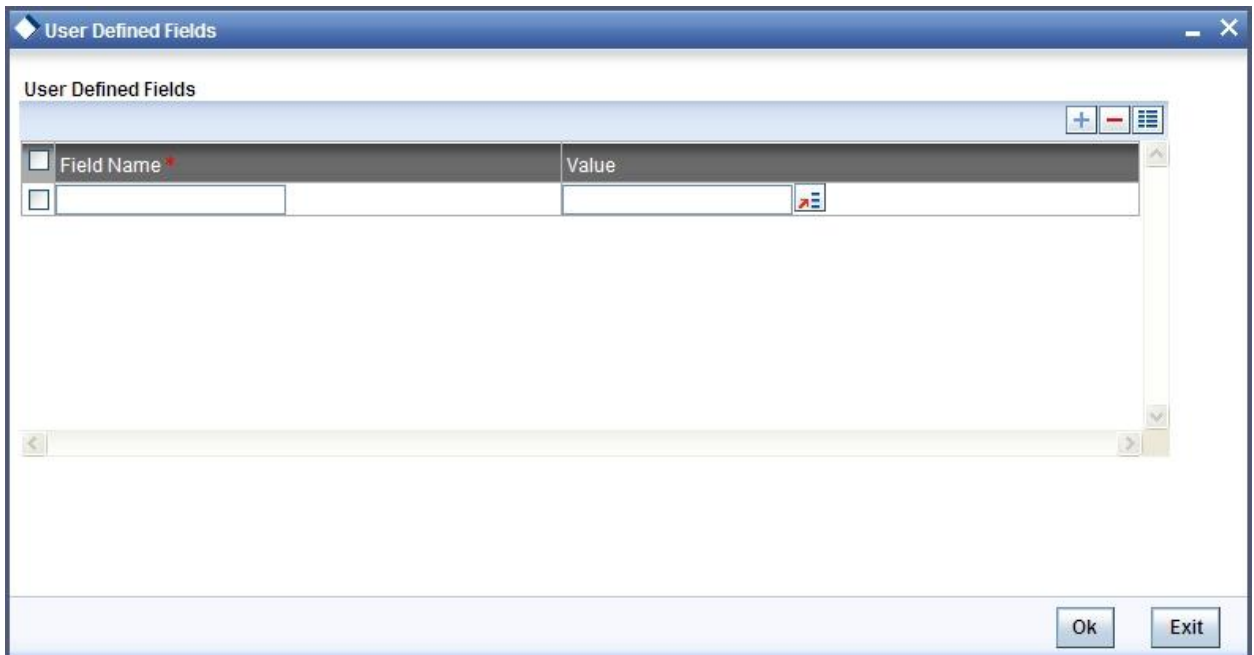 User Defined Fields
User Defined Fields
Field Name * Value
Ok Exit